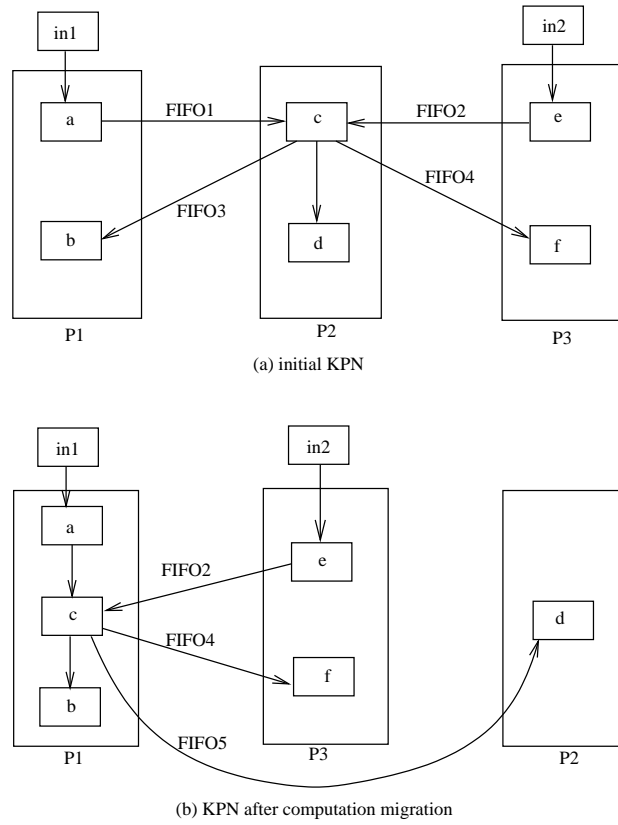 in1
in2
a
FIFO1
c
FIFO2
e
FIFO3
FIFO4
b
d
f
P1
P2
P3
(a) initial KPN
in1
in2
a
e
FIFO2
c
d
FIFO4
f
b
FIFO5
P1
P3
P2
(b) KPN after computation migration